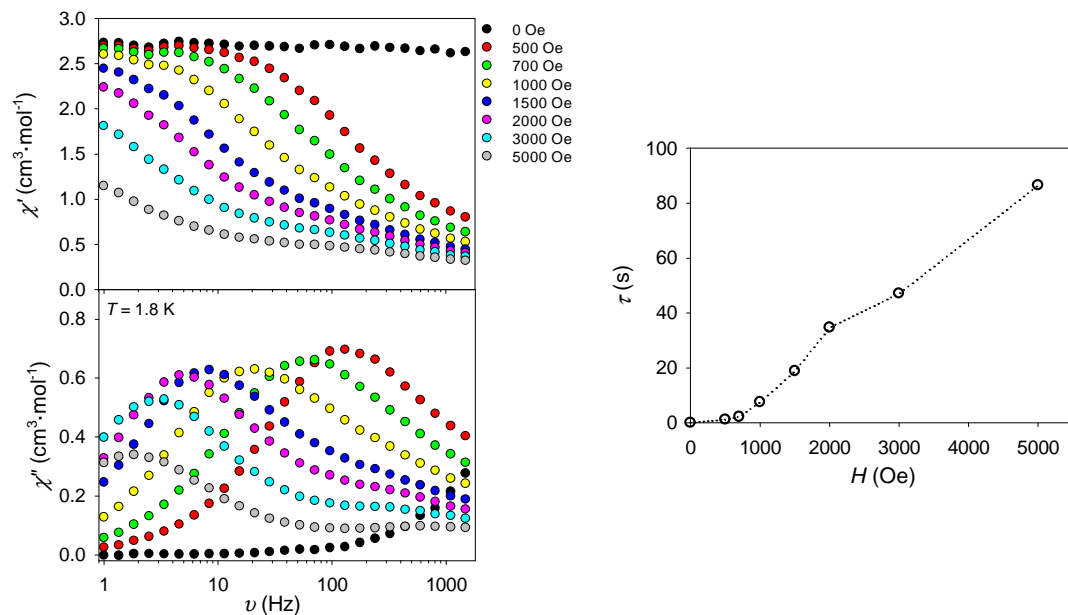 3.0
2.5
2.0
1.5
1.0
0.5
0.0
χ' (cm³·mol⁻¹)
0 Oe
500 Oe
700 Oe
1000 Oe
1500 Oe
2000 Oe
3000 Oe
5000 Oe
T = 1.8 K
0.8
0.6
0.4
0.2
0.0
χ'' (cm³·mol⁻¹)
1 10 100 1000
υ (Hz)
100
80
60
40
20
0
τ (s)
0 1000 2000 3000 4000 5000
H (Oe)